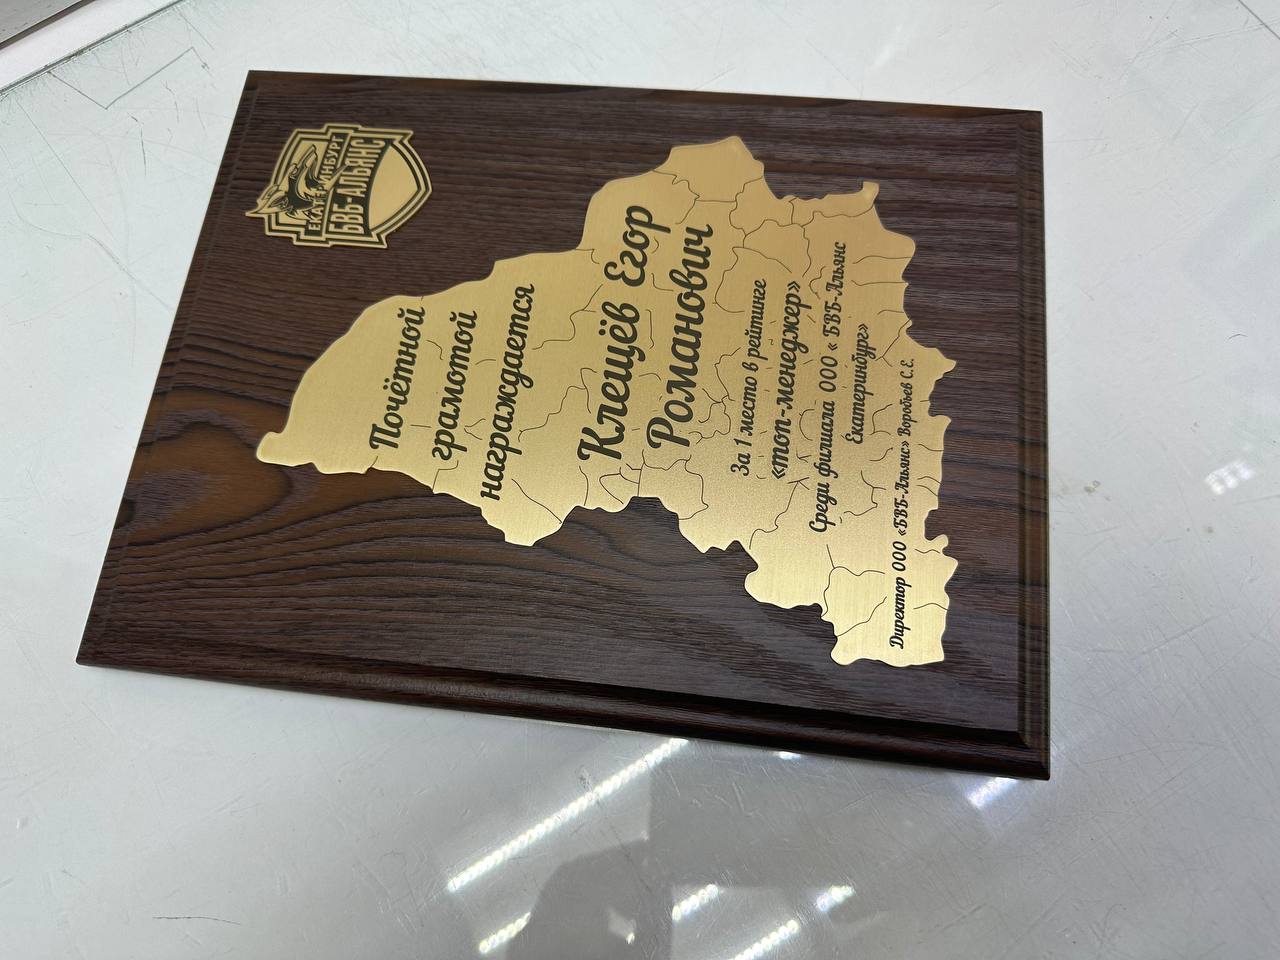 ЕКАТЕРИНБУРГ
БВБ-АЛЬЯНС
Почётной
грамотой
награждается
Клещёв Егор
Романович
За 1 место в рейтинге
«топ-менеджер»
Среди филиала ООО « БВБ-Альянс
Екатеринбург»
Директор ООО «БВБ-Альянс» Воробьев С.Е.